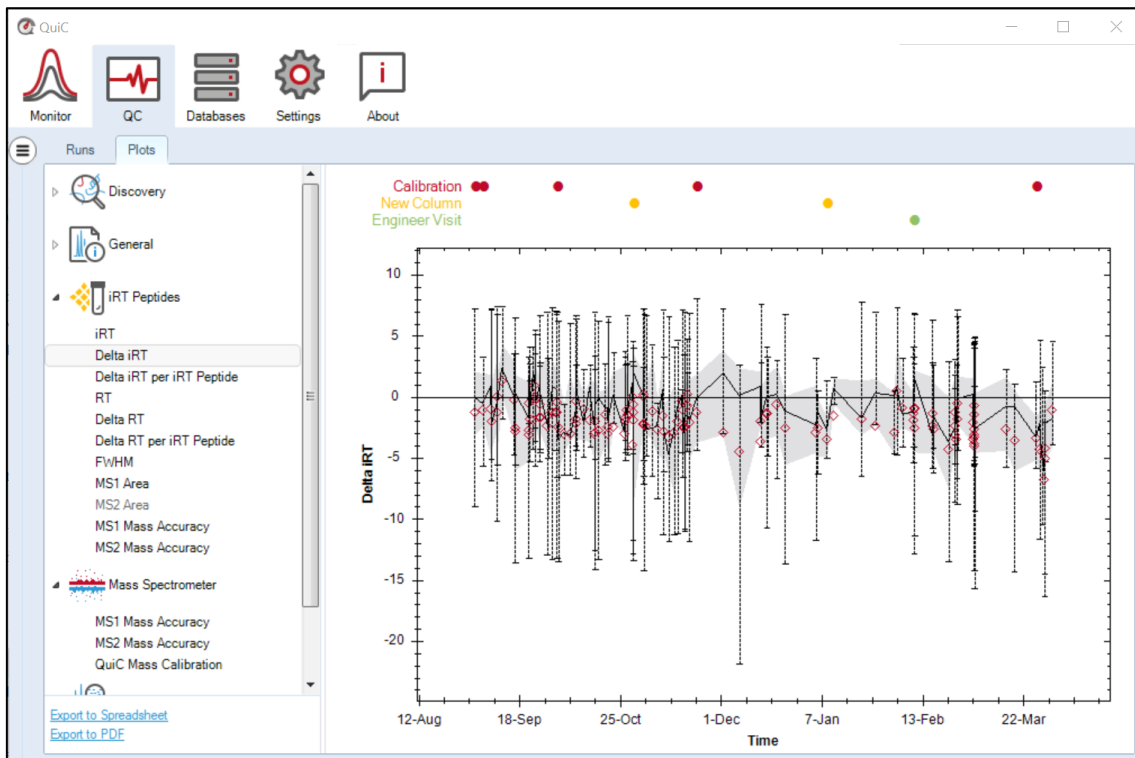 QuiC
Monitor QC Databases Settings About
Runs Plots
Discovery
General
iRT Peptides
iRT
Delta iRT
Delta iRT per iRT Peptide
RT
Delta RT
Delta RT per iRT Peptide
FWHM
MS1 Area
MS2 Area
MS1 Mass Accuracy
MS2 Mass Accuracy
Mass Spectrometer
MS1 Mass Accuracy
MS2 Mass Accuracy
QuiC Mass Calibration
Export to Spreadsheet
Export to PDF
Calibration
New Column
Engineer Visit
10
5
0
-5
-10
-15
-20
Delta iRT
12-Aug 18-Sep 25-Oct 1-Dec 7-Jan 13-Feb 22-Mar
Time